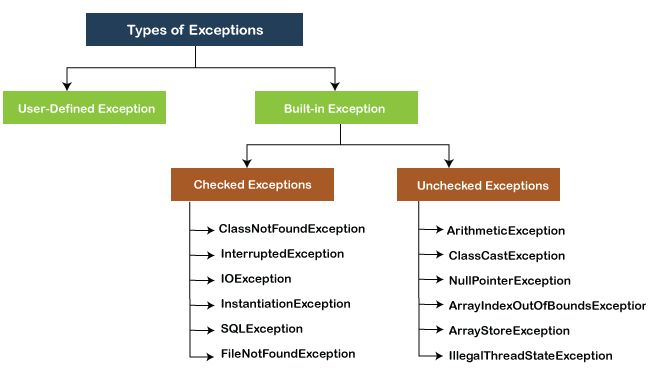 Types of Exceptions
User-Defined Exception
Built-in Exception
Checked Exceptions
Unchecked Exceptions
ClassNotFoundException
InterruptedException
IOException
InstantiationException
SQLException
FileNotFoundException
ArithmeticException
ClassCastException
NullPointerException
ArrayIndexOutOfBoundsException
ArrayStoreException
IllegalThreadStateException